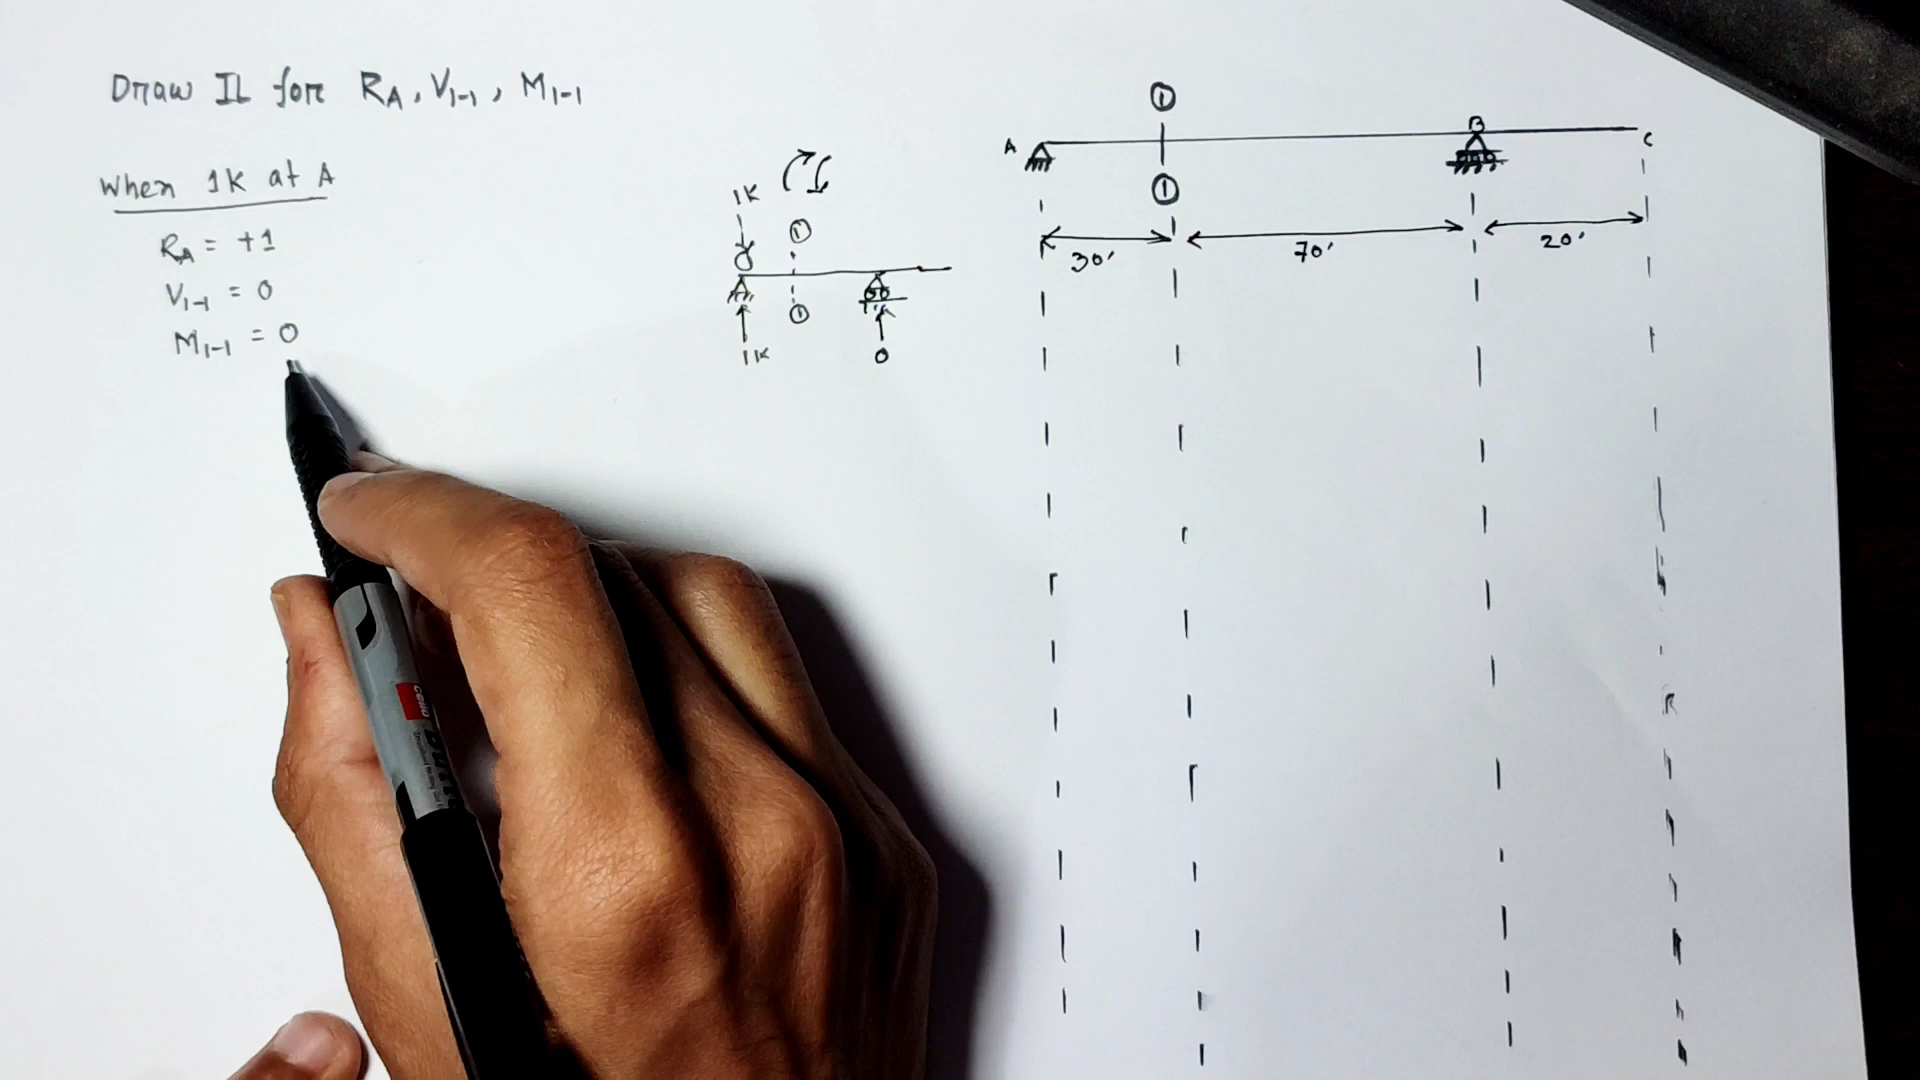 Draw IL for RA, V1-1, M1-1
When 1K at A
RA = +1
V1-1 = 0
M1-1 = 0
1K
1
1
1K
0
1
A
B
C
1
30'
70'
20'